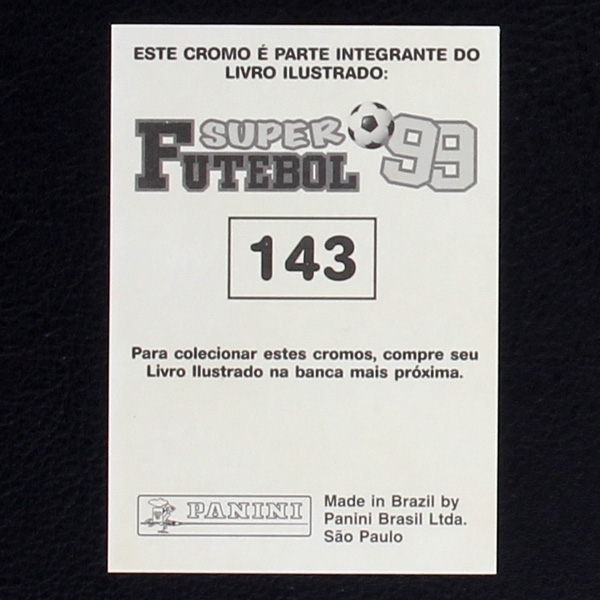 ESTE CROMO É PARTE INTEGRANTE DO
LIVRO ILUSTRADO:
SUPER
FUTEBOL '99
143
Para colecionar estes cromos, compre seu
Livro Ilustrado na banca mais próxima.
PANINI
Made in Brazil by
Panini Brasil Ltda.
São Paulo